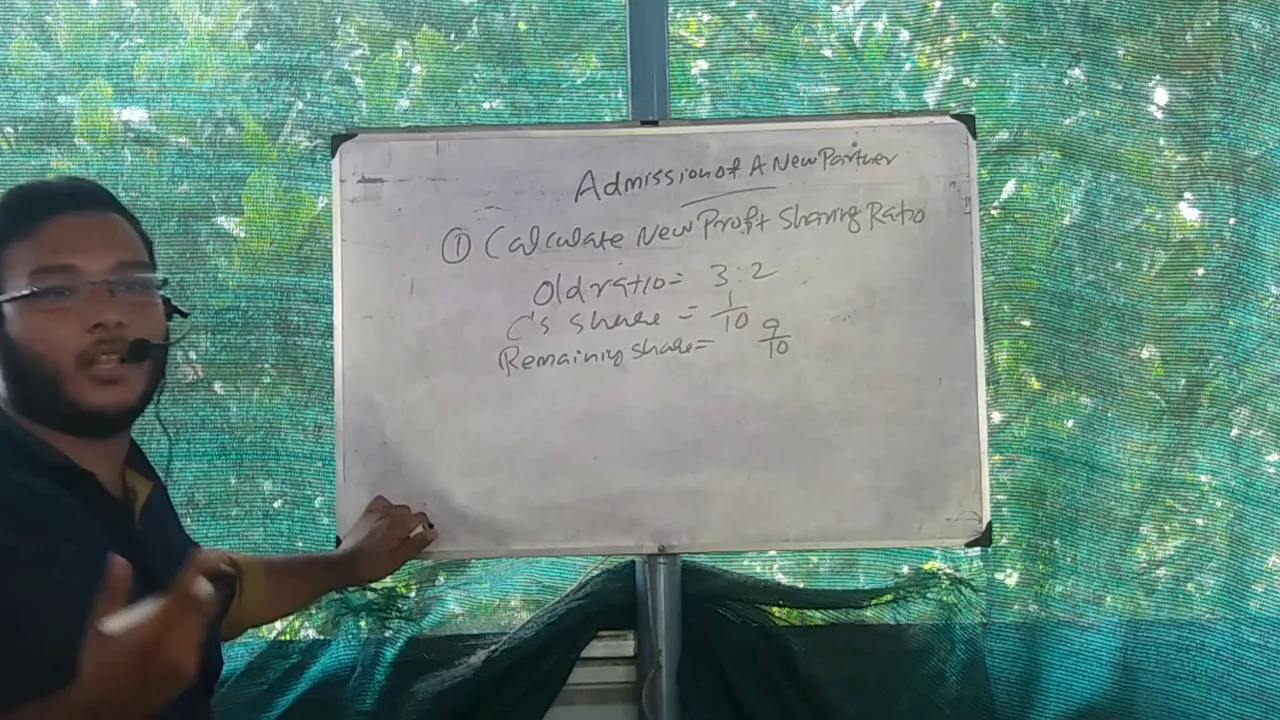 Admission of A New Partner
① Calculate New Profit Sharing Ratio
Old ratio = 3:2
C's share = 1/10
Remaining share = 9/10